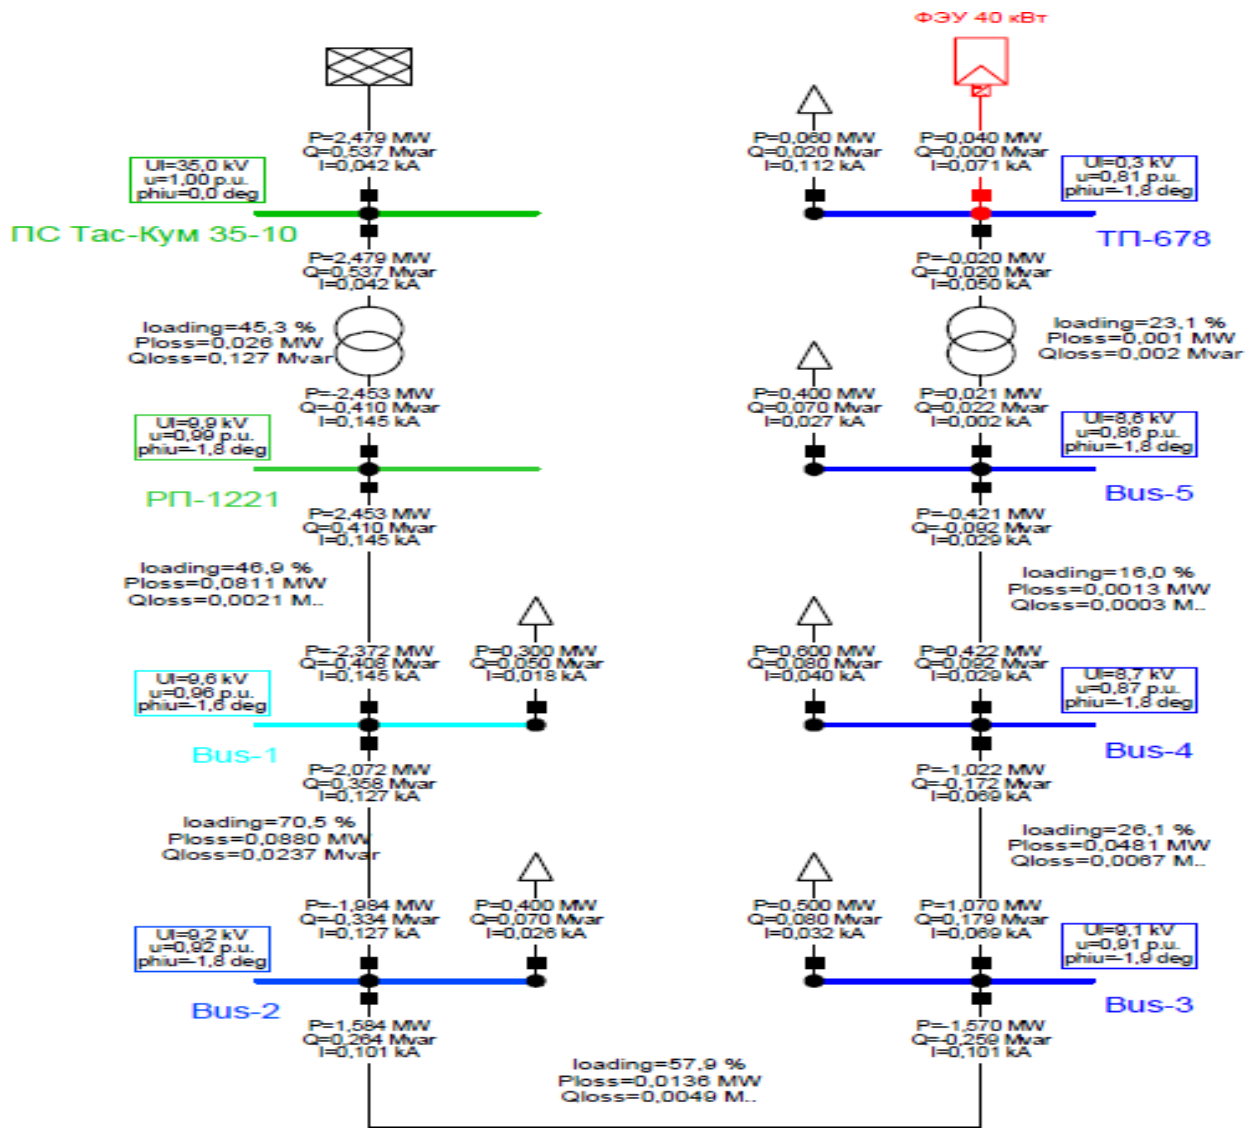 ФЭУ 40 кВт
P=2,479 MW
Q=0,537 Mvar
I=0,042 kA
P=0,060 MW
Q=0,020 Mvar
I=0,112 kA
P=0,040 MW
Q=0,000 Mvar
I=0,071 kA
Ul=35,0 kV
u=1,00 p.u.
phiu=0,0 deg
Ul=0,3 kV
u=0,81 p.u.
phiu=-1,8 deg
ПС Тас-Кум 35-10
ТП-678
P=2,479 MW
Q=0,537 Mvar
I=0,042 kA
P=-0,020 MW
Q=-0,020 Mvar
I=0,050 kA
loading=45,3 %
Ploss=0,026 MW
Qloss=0,127 Mvar
loading=23,1 %
Ploss=0,001 MW
Qloss=0,002 Mvar
P=-2,453 MW
Q=-0,410 Mvar
I=0,145 kA
P=0,400 MW
Q=0,070 Mvar
I=0,027 kA
P=0,021 MW
Q=0,022 Mvar
I=0,002 kA
Ul=9,9 kV
u=0,99 p.u.
phiu=-1,8 deg
Ul=8,6 kV
u=0,86 p.u.
phiu=-1,8 deg
РП-1221
Bus-5
P=2,453 MW
Q=0,410 Mvar
I=0,145 kA
P=-0,421 MW
Q=-0,092 Mvar
I=0,029 kA
loading=46,9 %
Ploss=0,0811 MW
Qloss=0,0021 M..
loading=16,0 %
Ploss=0,0013 MW
Qloss=0,0003 M..
P=-2,372 MW
Q=-0,408 Mvar
I=0,145 kA
P=0,300 MW
Q=0,050 Mvar
I=0,018 kA
P=0,600 MW
Q=0,080 Mvar
I=0,040 kA
P=0,422 MW
Q=0,092 Mvar
I=0,029 kA
Ul=9,6 kV
u=0,96 p.u.
phiu=-1,6 deg
Ul=8,7 kV
u=0,87 p.u.
phiu=-1,8 deg
Bus-1
Bus-4
P=2,072 MW
Q=0,358 Mvar
I=0,127 kA
P=-1,022 MW
Q=-0,172 Mvar
I=0,069 kA
loading=70,5 %
Ploss=0,0880 MW
Qloss=0,0237 Mvar
loading=26,1 %
Ploss=0,0481 MW
Qloss=0,0067 M..
P=-1,984 MW
Q=-0,334 Mvar
I=0,127 kA
P=0,400 MW
Q=0,070 Mvar
I=0,026 kA
P=0,500 MW
Q=0,080 Mvar
I=0,032 kA
P=1,070 MW
Q=0,179 Mvar
I=0,069 kA
Ul=9,2 kV
u=0,92 p.u.
phiu=-1,8 deg
Ul=9,1 kV
u=0,91 p.u.
phiu=-1,9 deg
Bus-2
Bus-3
P=1,584 MW
Q=0,264 Mvar
I=0,101 kA
P=-1,570 MW
Q=-0,259 Mvar
I=0,101 kA
loading=57,9 %
Ploss=0,0136 MW
Qloss=0,0049 M..